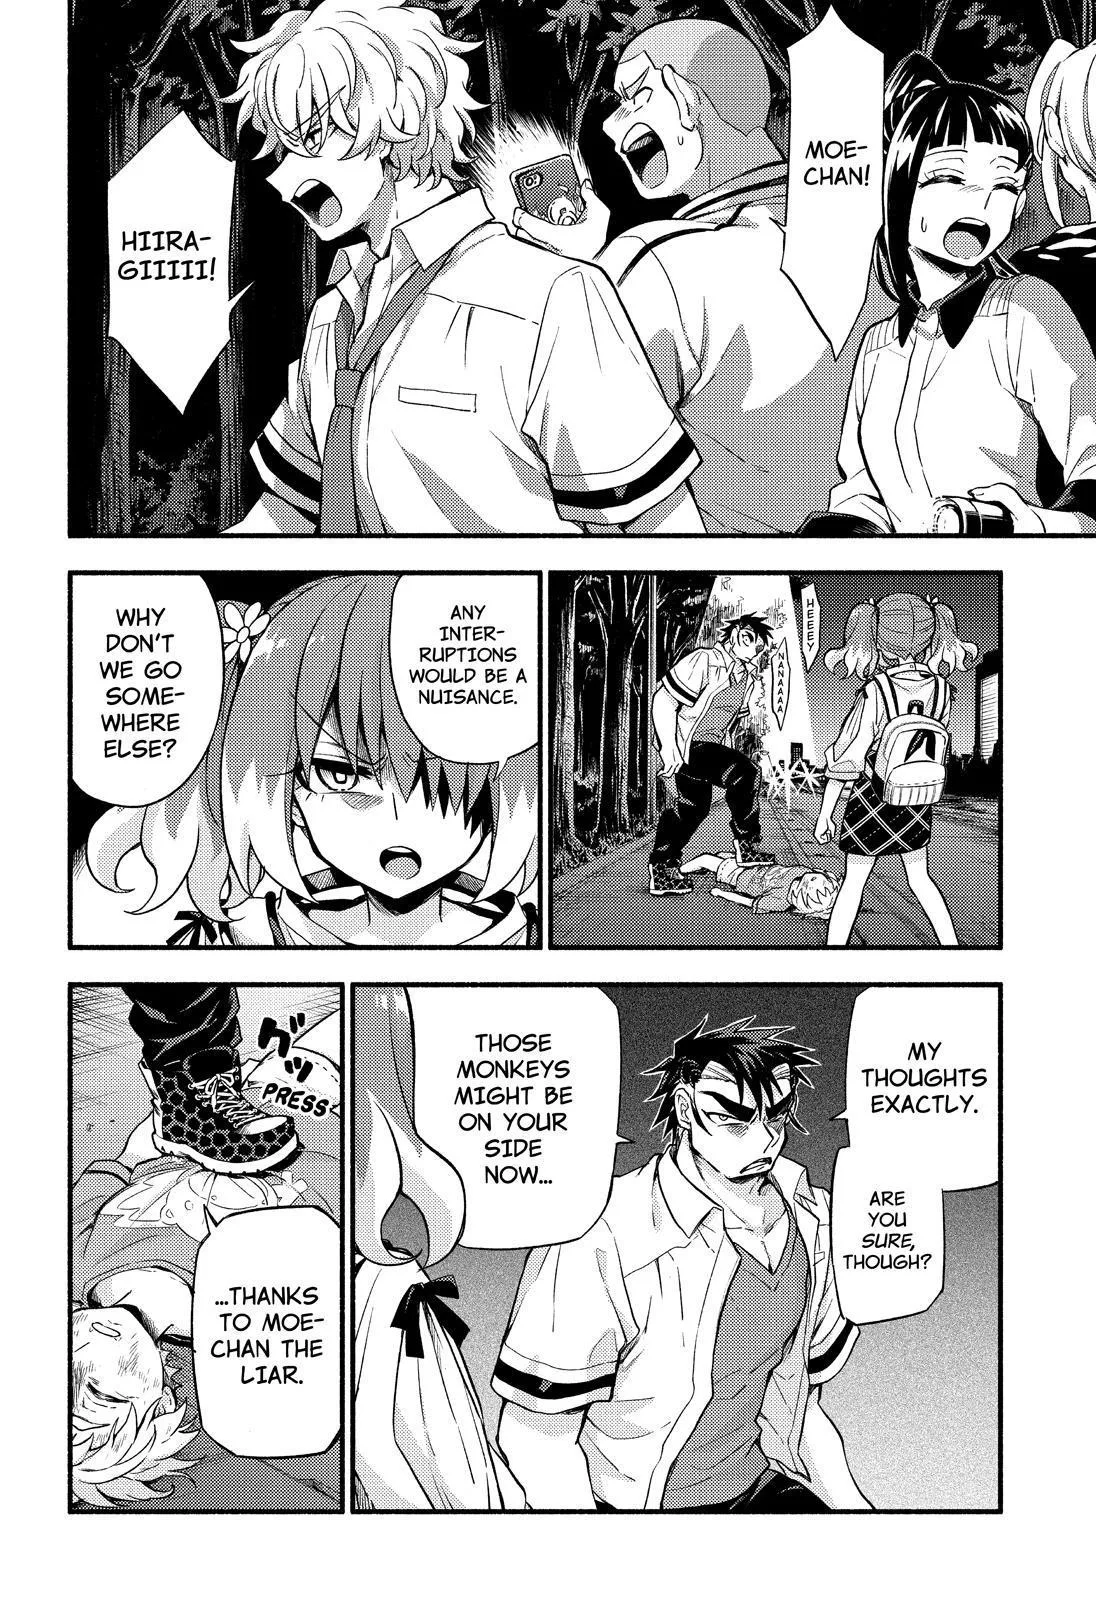 MOE-
CHAN!
HIIRA-
GIIIII!
HEEEY
NANAAAA
ANY
INTER-
RUPTIONS
WOULD BE A
NUISANCE.
WHY
DON'T
WE GO
SOME-
WHERE
ELSE?
MY
THOUGHTS
EXACTLY.
ARE
YOU
SURE,
THOUGH?
THOSE
MONKEYS
MIGHT BE
ON YOUR
SIDE
NOW...
グッ
PRESS
...THANKS
TO MOE-
CHAN THE
LIAR.